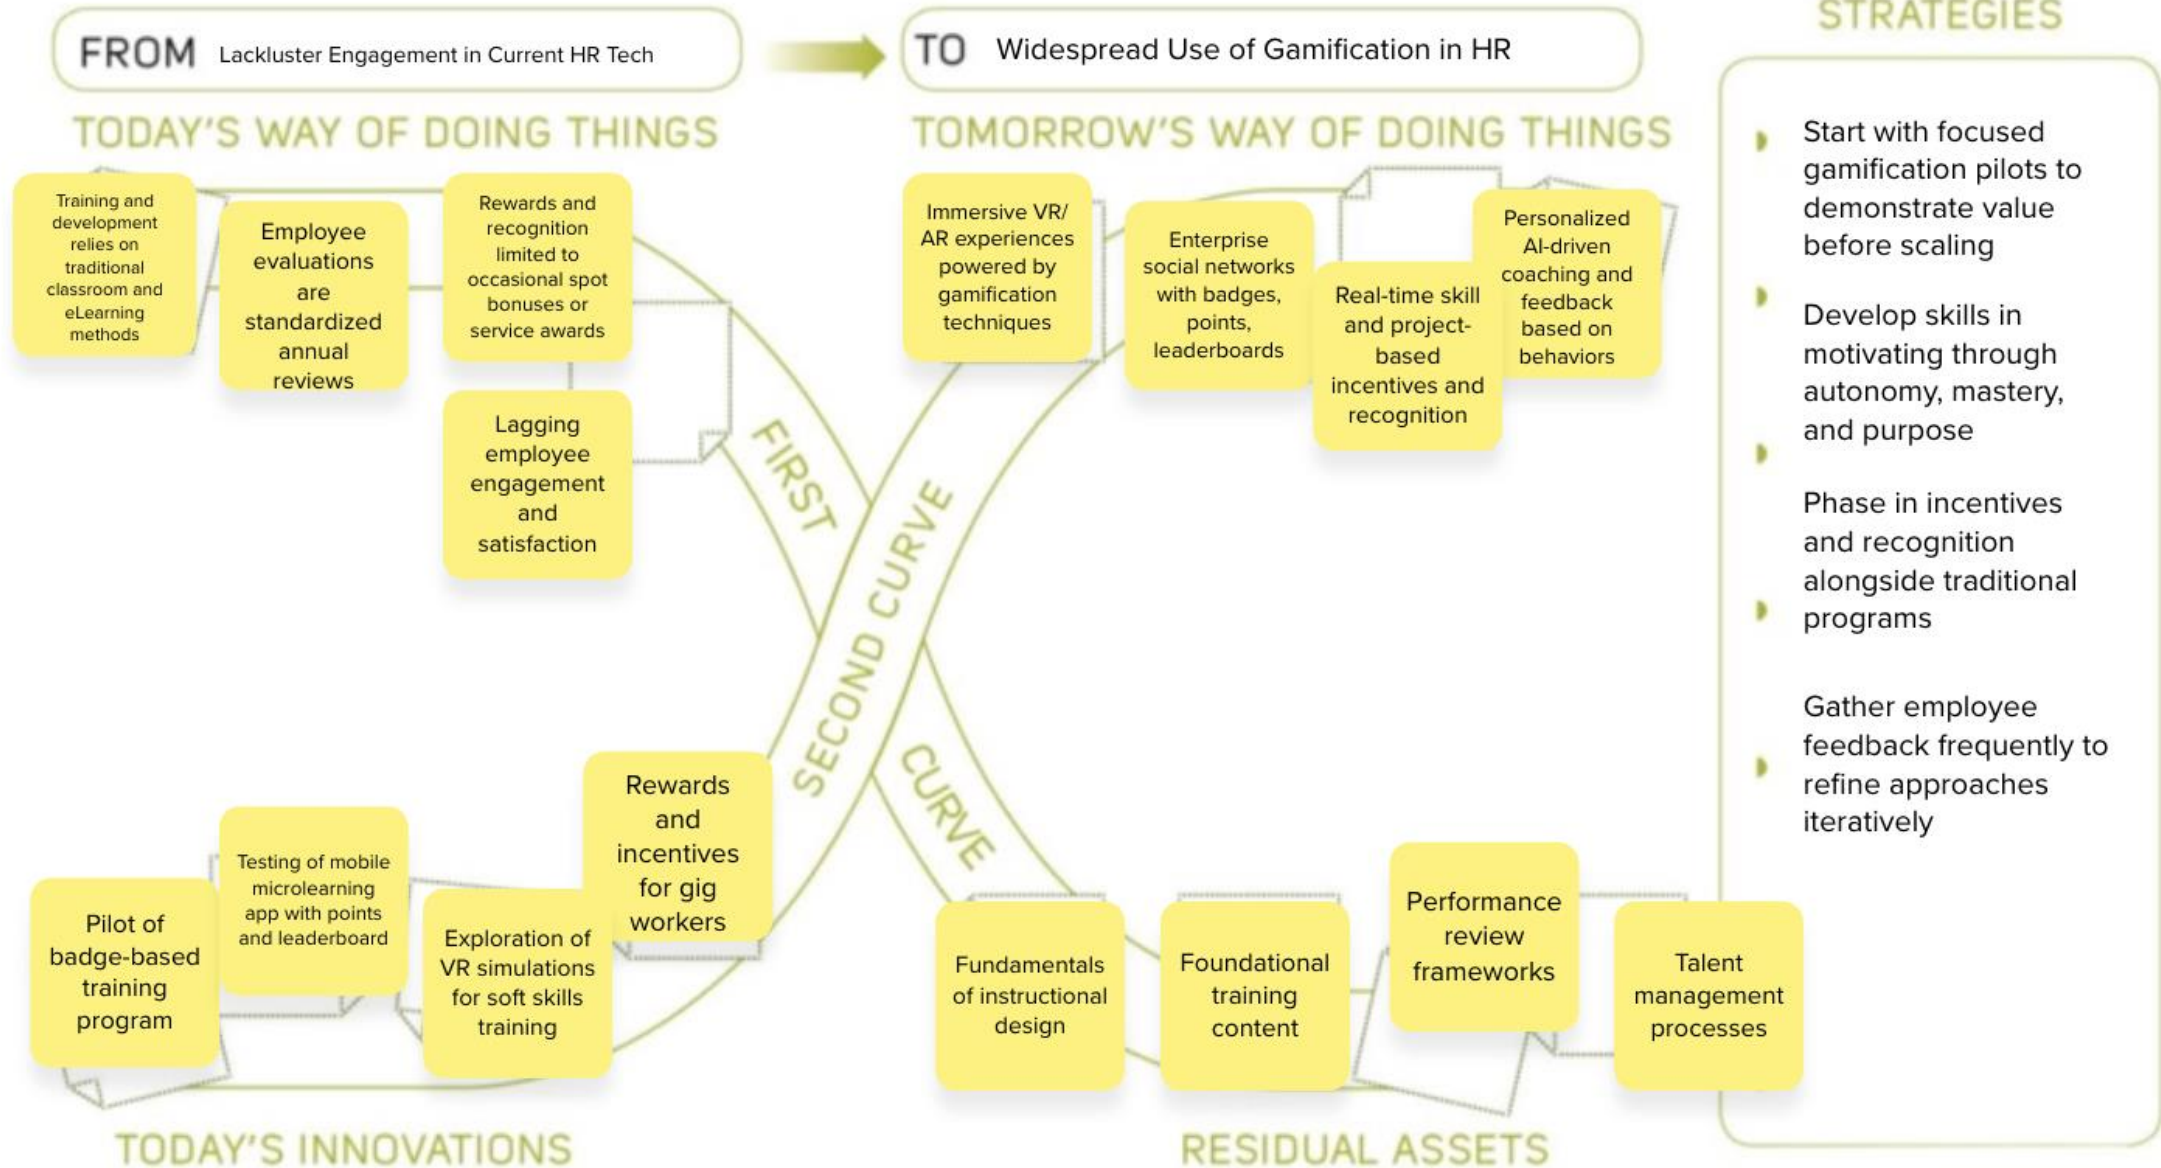 FROM Lackluster Engagement in Current HR Tech
TO Widespread Use of Gamification in HR
STRATEGIES
TODAY'S WAY OF DOING THINGS
TOMORROW'S WAY OF DOING THINGS
Training and
development
relies on
traditional
classroom and
eLearning
methods
Employee
evaluations
are
standardized
annual
reviews
Rewards and
recognition
limited to
occasional spot
bonuses or
service awards
Lagging
employee
engagement
and
satisfaction
Immersive VR/
AR experiences
powered by
gamification
techniques
Enterprise
social networks
with badges,
points,
leaderboards
Real-time skill
and project-
based
incentives and
recognition
Personalized
AI-driven
coaching and
feedback
based on
behaviors
FIRST
CURVE
SECOND CURVE
Pilot of
badge-based
training
program
Testing of mobile
microlearning
app with points
and leaderboard
Exploration of
VR simulations
for soft skills
training
Rewards
and
incentives
for gig
workers
Fundamentals
of instructional
design
Foundational
training
content
Performance
review
frameworks
Talent
management
processes
TODAY'S INNOVATIONS
RESIDUAL ASSETS
Start with focused
gamification pilots to
demonstrate value
before scaling
Develop skills in
motivating through
autonomy, mastery,
and purpose
Phase in incentives
and recognition
alongside traditional
programs
Gather employee
feedback frequently to
refine approaches
iteratively